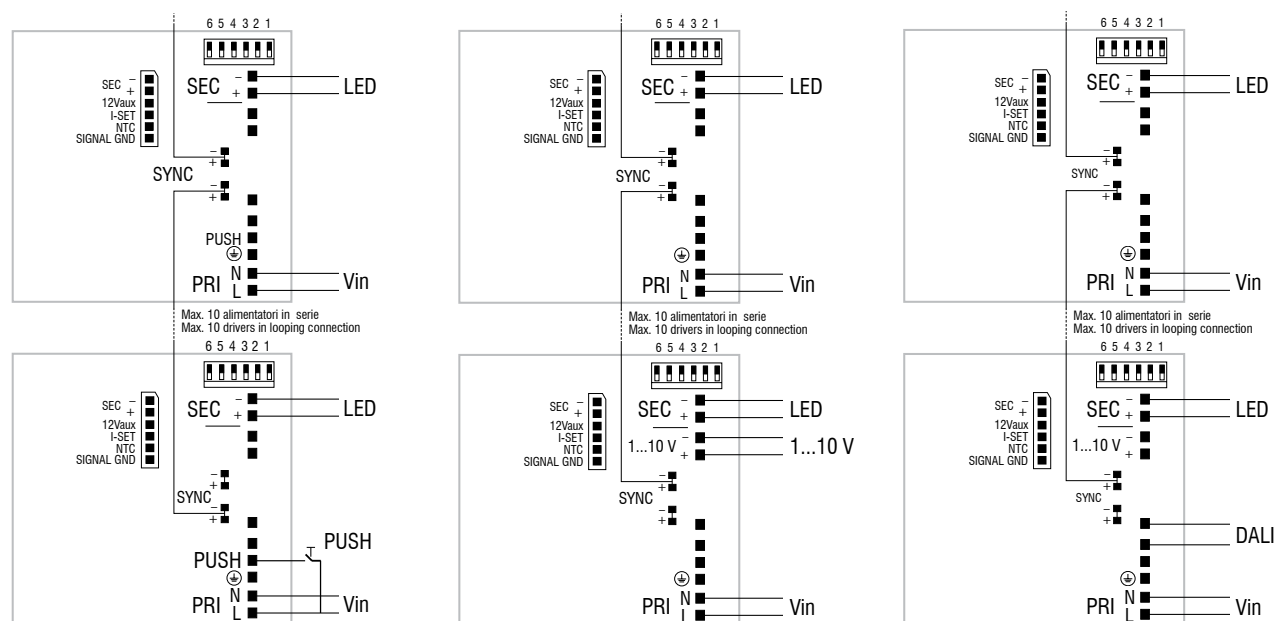 6 5 4 3 2 1
SEC −
+
12Vaux
I-SET
NTC
SIGNAL GND
SEC −
+
LED
−
+
SYNC
−
+
PUSH
PRI N
L
Vin
Max. 10 alimentatori in serie
Max. 10 drivers in looping connection
6 5 4 3 2 1
SEC −
+
12Vaux
I-SET
NTC
SIGNAL GND
SEC −
+
LED
−
+
SYNC
−
+
PUSH
PUSH
PRI N
L
Vin
6 5 4 3 2 1
SEC −
+
12Vaux
I-SET
NTC
SIGNAL GND
SEC −
+
LED
−
+
SYNC
−
+
PRI N
L
Vin
Max. 10 alimentatori in serie
Max. 10 drivers in looping connection
6 5 4 3 2 1
SEC −
+
12Vaux
I-SET
NTC
SIGNAL GND
SEC −
+
LED
1...10 V −
+
1...10 V
−
+
SYNC
−
+
PRI N
L
Vin
6 5 4 3 2 1
SEC −
+
12Vaux
I-SET
NTC
SIGNAL GND
SEC −
+
LED
−
+
SYNC
−
+
PRI N
L
Vin
Max. 10 alimentatori in serie
Max. 10 drivers in looping connection
6 5 4 3 2 1
SEC −
+
12Vaux
I-SET
NTC
SIGNAL GND
SEC −
+
LED
1...10 V −
+
−
+
SYNC
−
+
DALI
PRI N
L
Vin